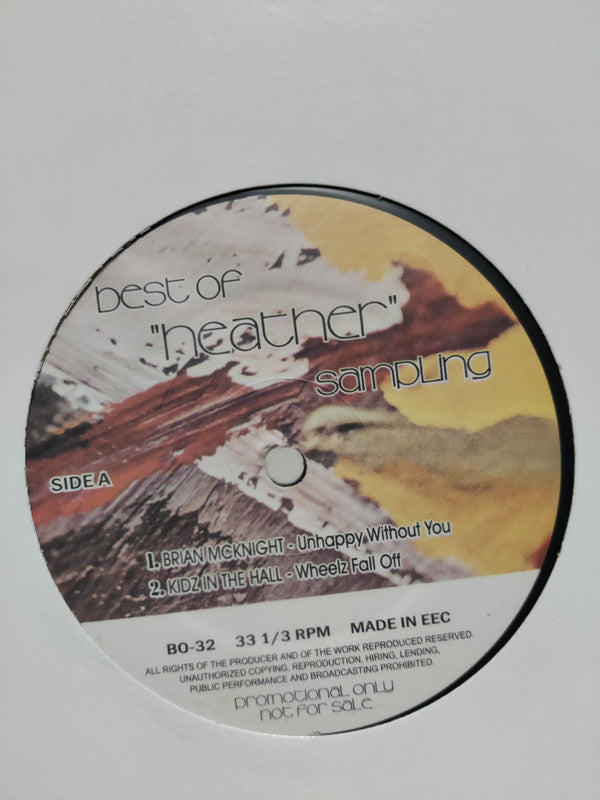 best of
"heather"
sampling
SIDE A
1. BRIAN MCKNIGHT - Unhappy Without You
2. KIDZ IN THE HALL - Wheelz Fall Off
BO-32 33 1/3 RPM MADE IN EEC
ALL RIGHTS OF THE PRODUCER AND OF THE WORK REPRODUCED RESERVED.
UNAUTHORIZED COPYING, REPRODUCTION, HIRING, LENDING,
PUBLIC PERFORMANCE AND BROADCASTING PROHIBITED.
promotional only
not for sale